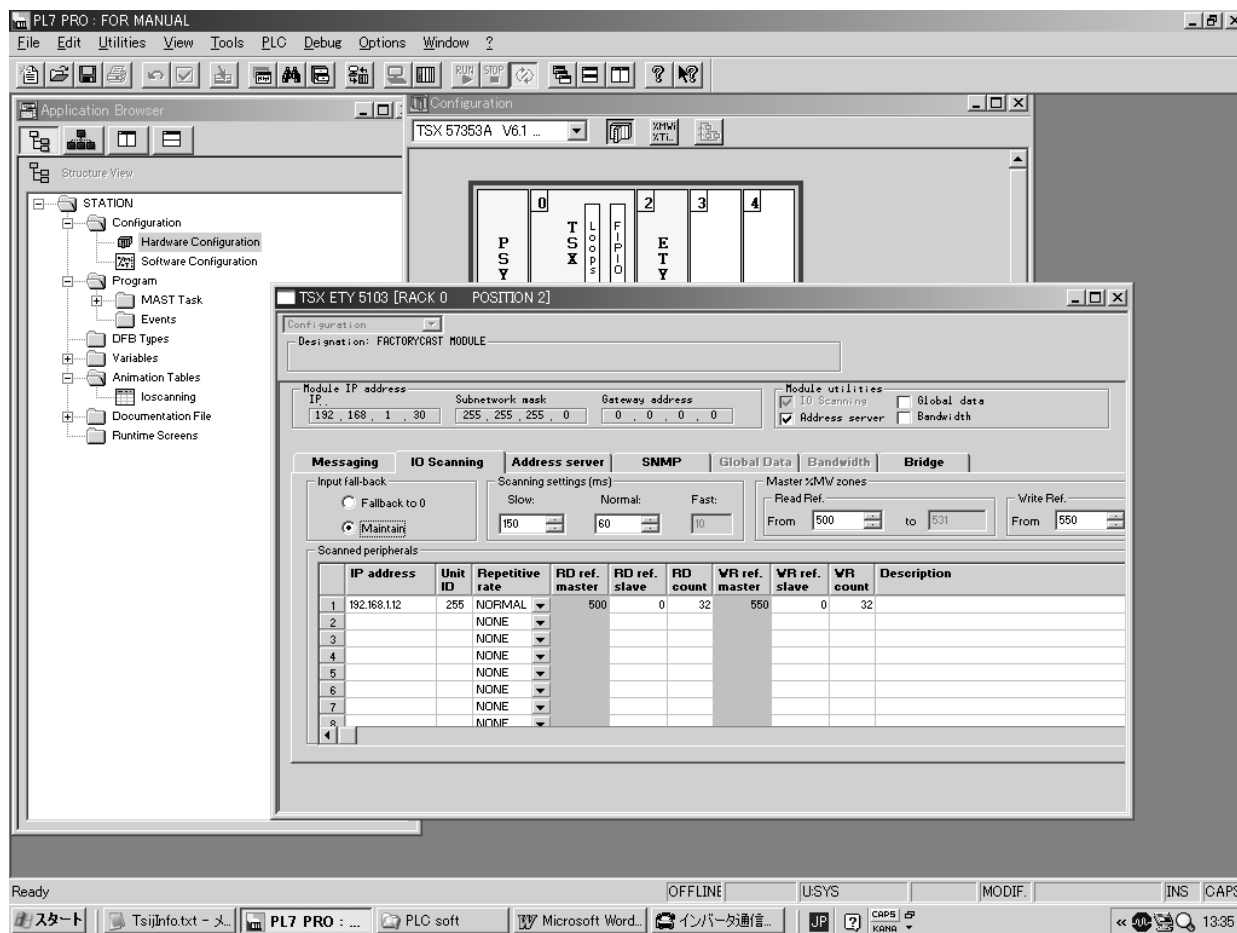 PL7 PRO : FOR MANUAL
File Edit Utilities View Tools PLC Debug Options Window ?
RUN STOP
Application Browser
Structure View
STATION
Configuration
Hardware Configuration
Software Configuration
Program
MAST Task
Events
DFB Types
Variables
Animation Tables
Ioscanning
Documentation File
Runtime Screens
Configuration
TSX 57353A V6.1 ...
%MWi
%Ti..
PSY
0
TSX
Loops
FIPIO
2
ETY
3
4
TSX ETY 5103 [RACK 0 POSITION 2]
Configuration
Designation: FACTORYCAST MODULE
Module IP address
IP..
192 . 168 . 1 . 30
Subnetwork mask
255 . 255 . 255 . 0
Gateway address
0 . 0 . 0 . 0
Module utilities
IO Scanning
Global data
Address server
Bandwidth
Messaging IO Scanning Address server SNMP Global Data Bandwidth Bridge
Input fall-back
Fallback to 0
Maintain
Scanning settings (ms)
Slow: Normal: Fast:
150 60 10
Master %MW zones
Read Ref.
From 500 to 531
Write Ref.
From 550
Scanned peripherals
IP address Unit ID Repetitive rate RD ref. master RD ref. slave RD count WR ref. master WR ref. slave WR count Description
1 192.168.1.12 255 NORMAL 500 0 32 550 0 32
2 NONE
3 NONE
4 NONE
5 NONE
6 NONE
7 NONE
8 NONE
Ready OFFLINE U:SYS MODIF. INS CAPS
スタート TsijInfo.txt - メ... PL7 PRO : ... PLC soft Microsoft Word... インバータ通信... JP ? CAPS KANA « 13:35